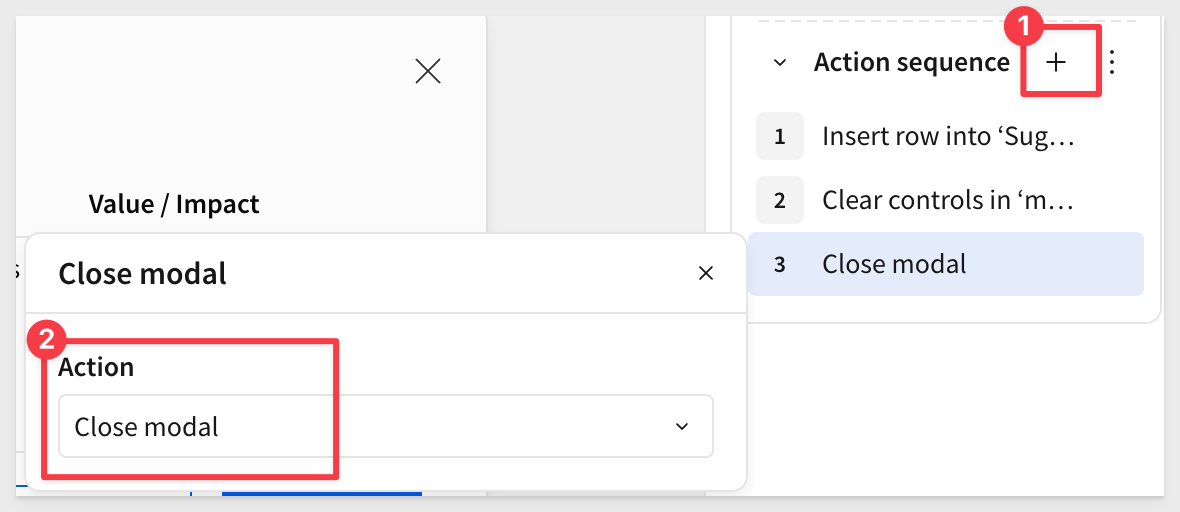 Value / Impact
s
Close modal
2
Action
Close modal
1
Action sequence
1 Insert row into ‘Sug…
2 Clear controls in ‘m…
3 Close modal